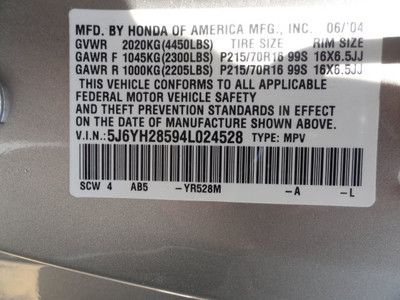 MFD. BY HONDA OF AMERICA MFG., INC. 06/'04
GVWR 2020KG(4450LBS) TIRE SIZE RIM SIZE
GAWR F 1045KG(2300LBS) P215/70R16 99S 16X6.5JJ
GAWR R 1000KG(2205LBS) P215/70R16 99S 16X6.5JJ
THIS VEHICLE CONFORMS TO ALL APPLICABLE
FEDERAL MOTOR VEHICLE SAFETY
AND THEFT PREVENTION STANDARDS IN EFFECT ON
THE DATE OF MANUFACTURE SHOWN ABOVE.
V.I.N.: 5J6YH28594L024528 TYPE: MPV
SCW 4 AB5 —YR528M —A —L